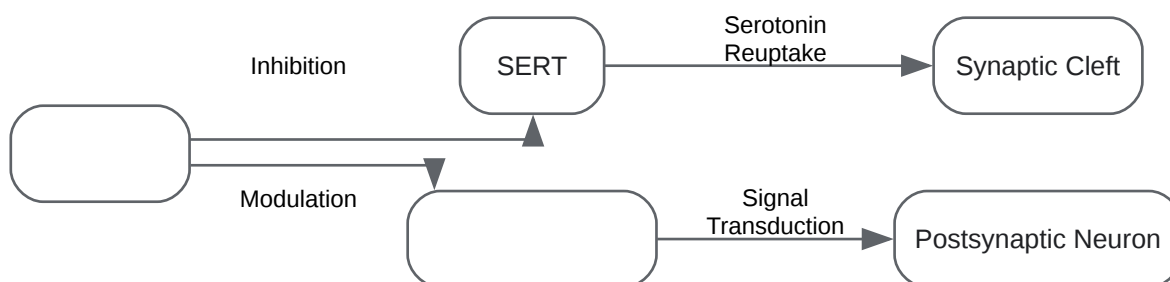 Serotonin
Reuptake
Inhibition
SERT
Synaptic Cleft
Modulation
Signal
Transduction
Postsynaptic Neuron